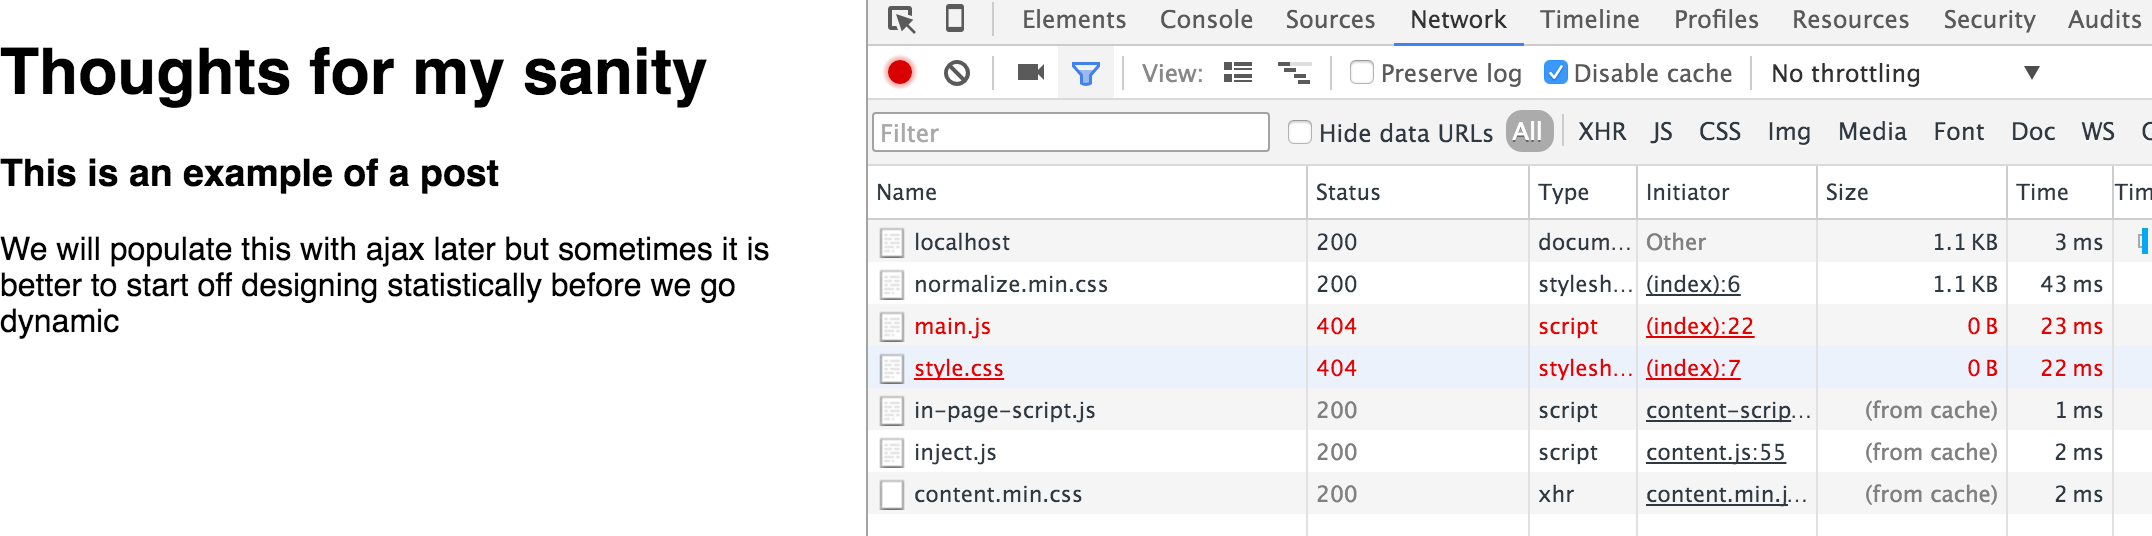 Thoughts for my sanity
This is an example of a post
We will populate this with ajax later but sometimes it is
better to start off designing statistically before we go
dynamic
Elements Console Sources Network Timeline Profiles Resources Security Audits
View: Preserve log Disable cache No throttling
Filter Hide data URLs All XHR JS CSS Img Media Font Doc WS
Name Status Type Initiator Size Time Tim
localhost 200 docum... Other 1.1 KB 3 ms
normalize.min.css 200 stylesh... (index):6 1.1 KB 43 ms
main.js 404 script (index):22 0 B 23 ms
style.css 404 stylesh... (index):7 0 B 22 ms
in-page-script.js 200 script content-scrip... (from cache) 1 ms
inject.js 200 script content.js:55 (from cache) 2 ms
content.min.css 200 xhr content.min.j... (from cache) 2 ms